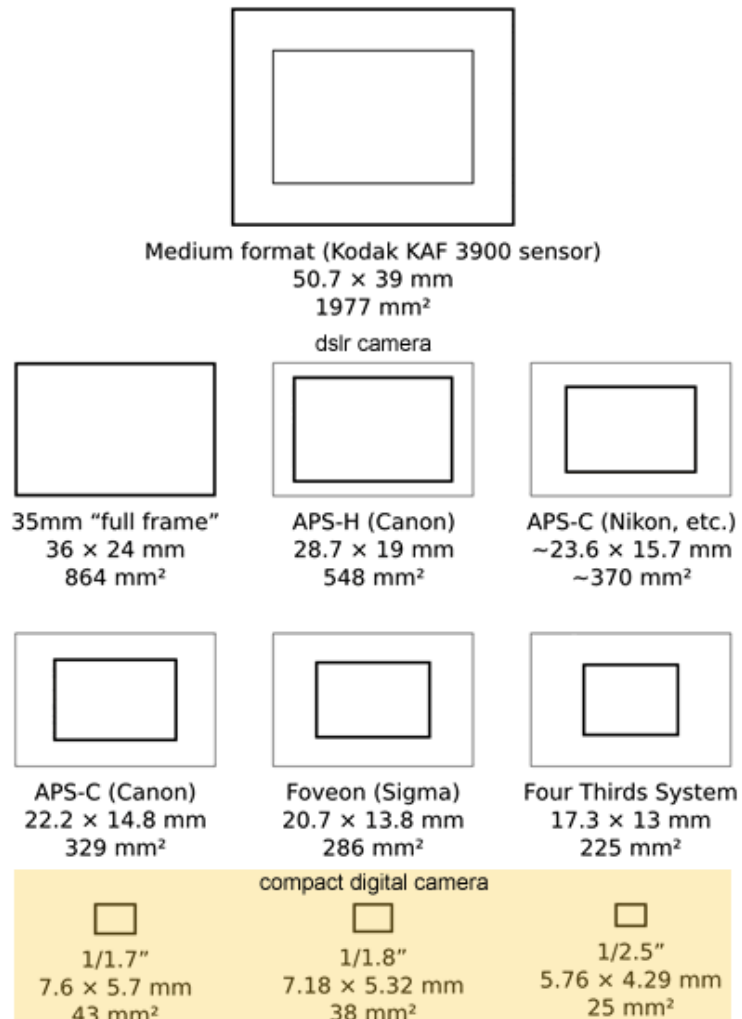 Medium format (Kodak KAF 3900 sensor)
50.7 × 39 mm
1977 mm²
dslr camera
35mm “full frame”
36 × 24 mm
864 mm²
APS-H (Canon)
28.7 × 19 mm
548 mm²
APS-C (Nikon, etc.)
~23.6 × 15.7 mm
~370 mm²
APS-C (Canon)
22.2 × 14.8 mm
329 mm²
Foveon (Sigma)
20.7 × 13.8 mm
286 mm²
Four Thirds System
17.3 × 13 mm
225 mm²
compact digital camera
1/1.7”
7.6 × 5.7 mm
43 mm²
1/1.8”
7.18 × 5.32 mm
38 mm²
1/2.5”
5.76 × 4.29 mm
25 mm²